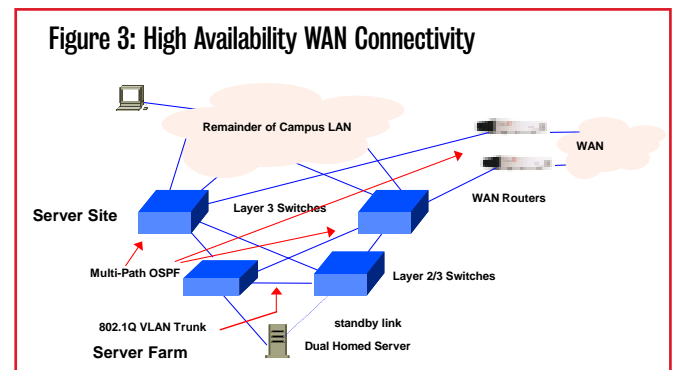 Figure 3: High Availability WAN Connectivity
Remainder of Campus LAN
WAN
WAN Routers
Server Site
Layer 3 Switches
Multi-Path OSPF
Layer 2/3 Switches
802.1Q VLAN Trunk
standby link
Server Farm
Dual Homed Server